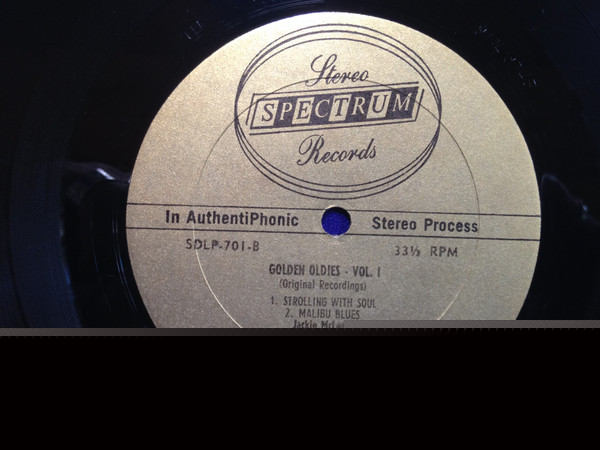 Stereo
SPECTRUM
Records
In AuthentiPhonic Stereo Process
SDLP-701-B 33⅓ RPM
GOLDEN OLDIES - VOL. I
(Original Recordings)
1. STROLLING WITH SOUL
2. MALIBU BLUES
Jackie